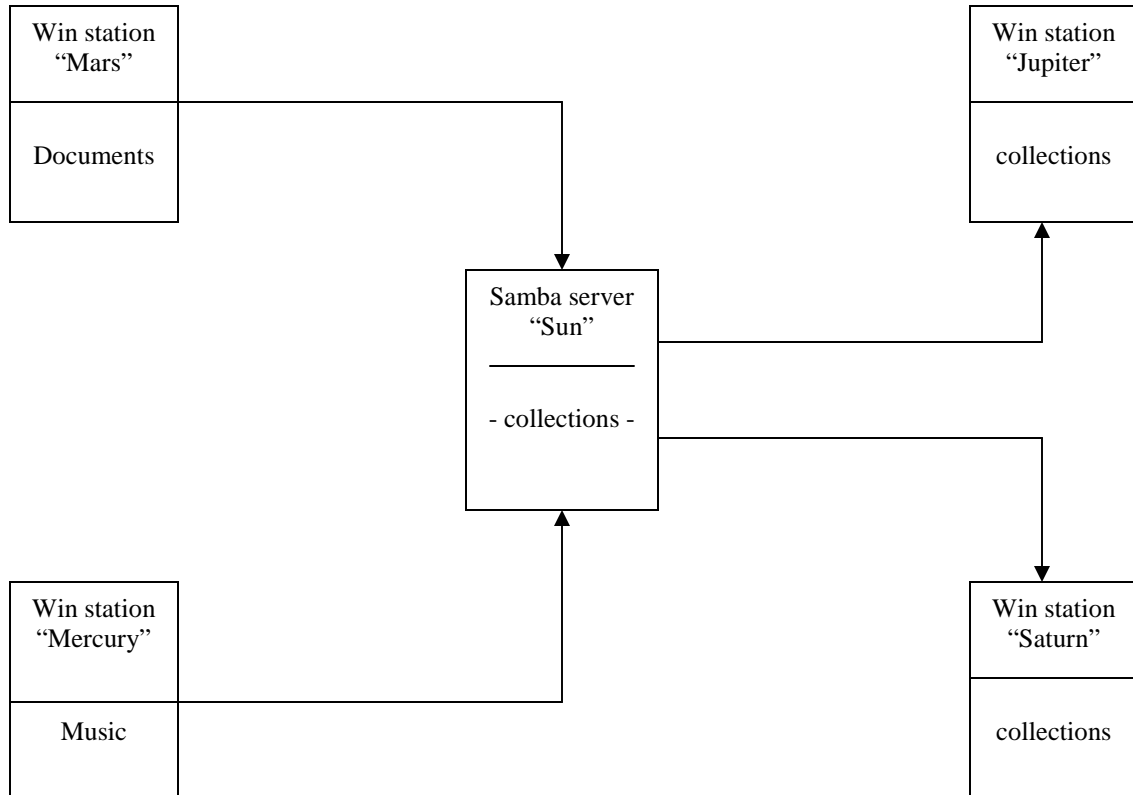 Win station
“Mars”
Documents
Win station
“Jupiter”
collections
Samba server
“Sun”
- collections -
Win station
“Mercury”
Music
Win station
“Saturn”
collections